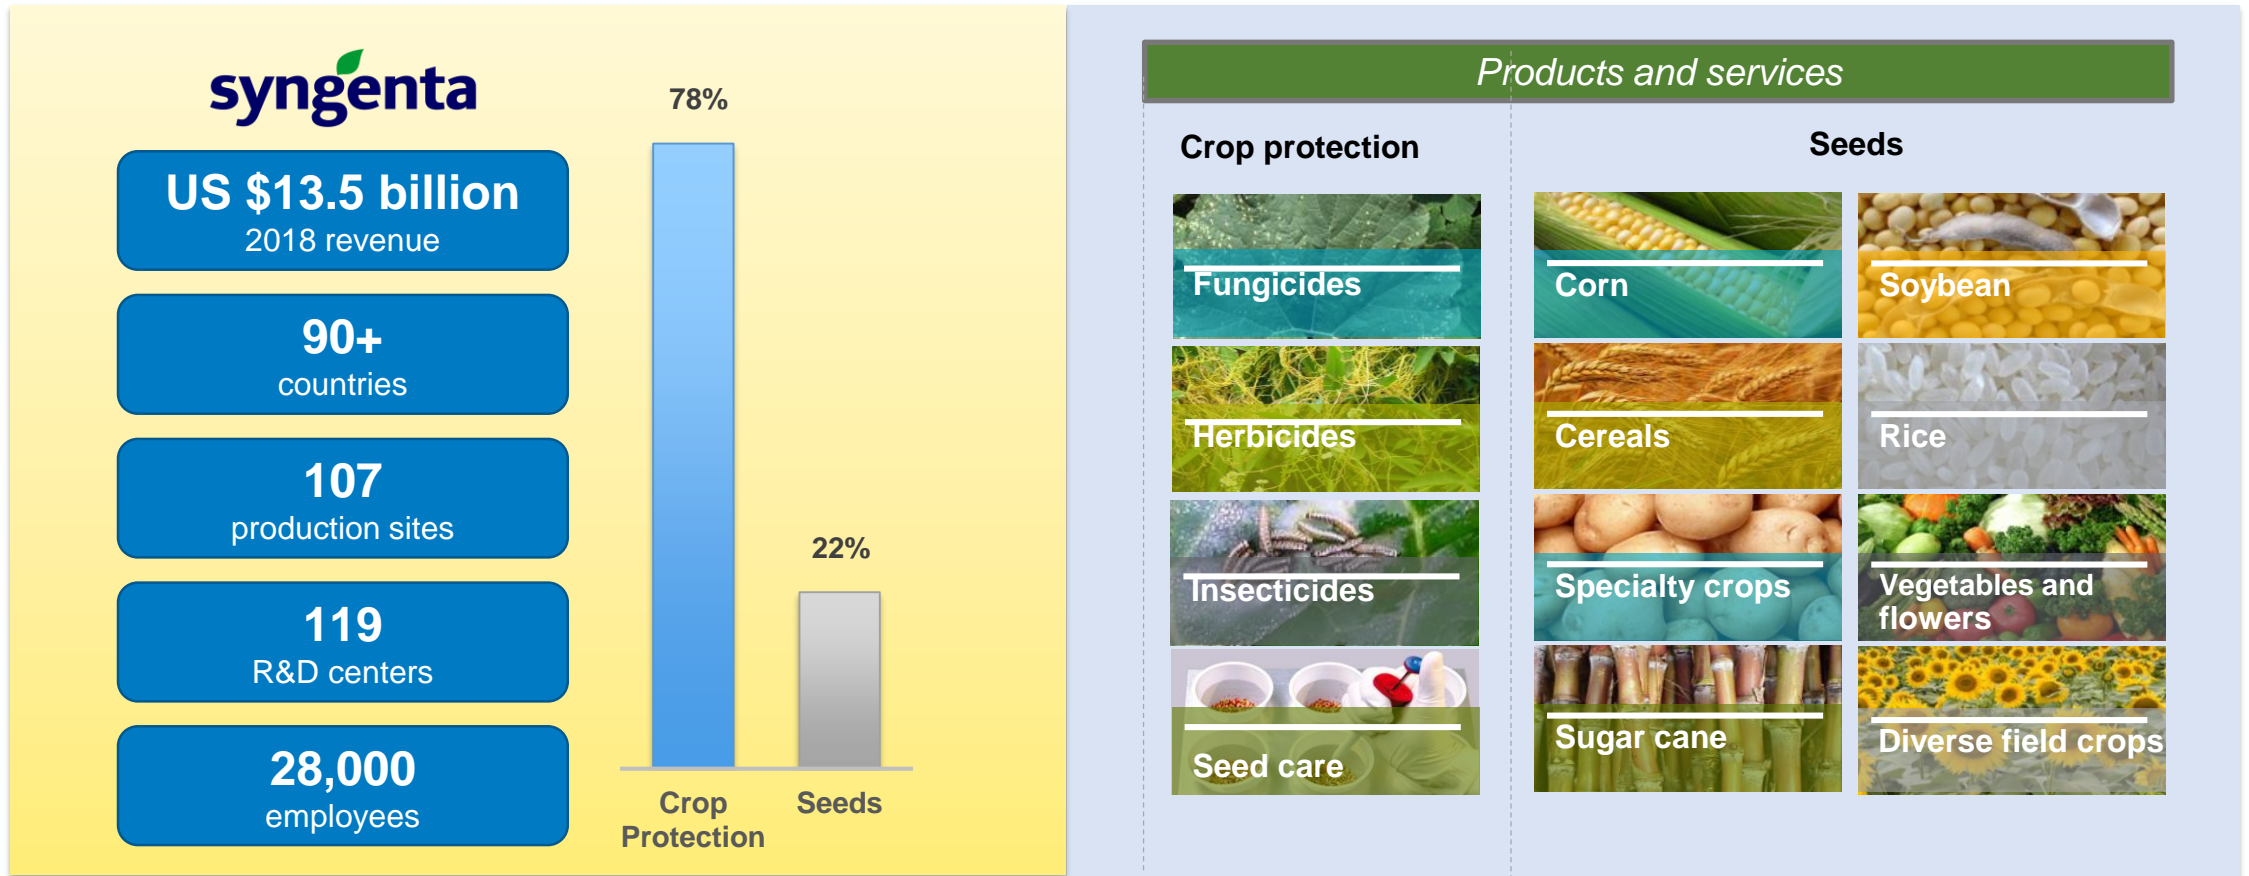 syngenta
US $13.5 billion
2018 revenue
90+
countries
107
production sites
119
R&D centers
28,000
employees
78%
22%
Crop
Protection
Seeds
Products and services
Crop protection
Fungicides
Herbicides
Insecticides
Seed care
Seeds
Corn
Soybean
Cereals
Rice
Specialty crops
Vegetables and
flowers
Sugar cane
Diverse field crops